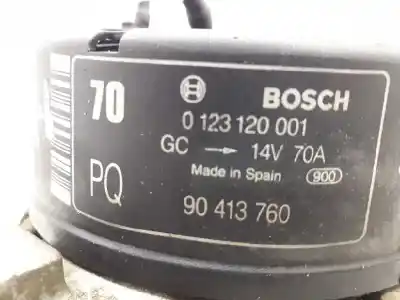 70
BOSCH
0 123 120 001
GC → 14V 70A
Made in Spain 900
PQ
90 413 760